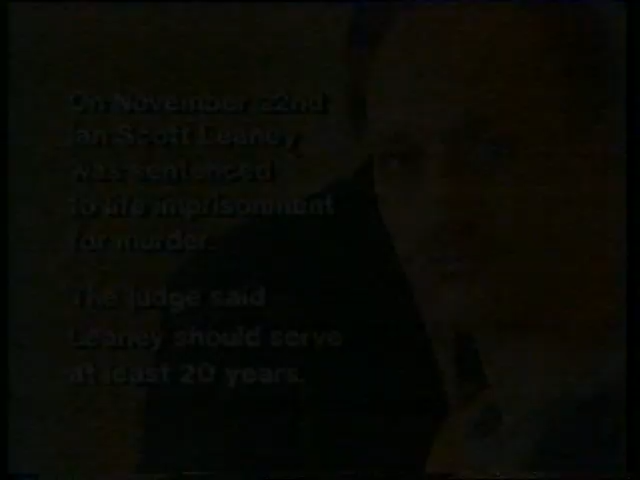 On November 22nd
Ian Scott Leaney
was sentenced
to life imprisonment
for murder.
The judge said
Leaney should serve
at least 20 years.